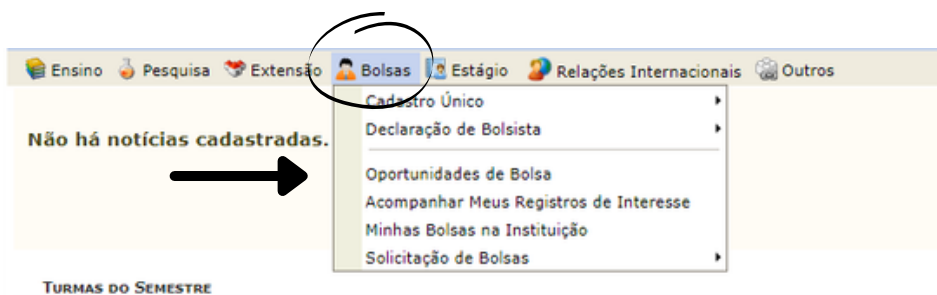 Ensino Pesquisa Extensão Bolsas Estágio Relações Internacionais Outros
Cadastro Único
Declaração de Bolsista
Não há notícias cadastradas.
Oportunidades de Bolsa
Acompanhar Meus Registros de Interesse
Minhas Bolsas na Instituição
Solicitação de Bolsas
Turmas do Semestre